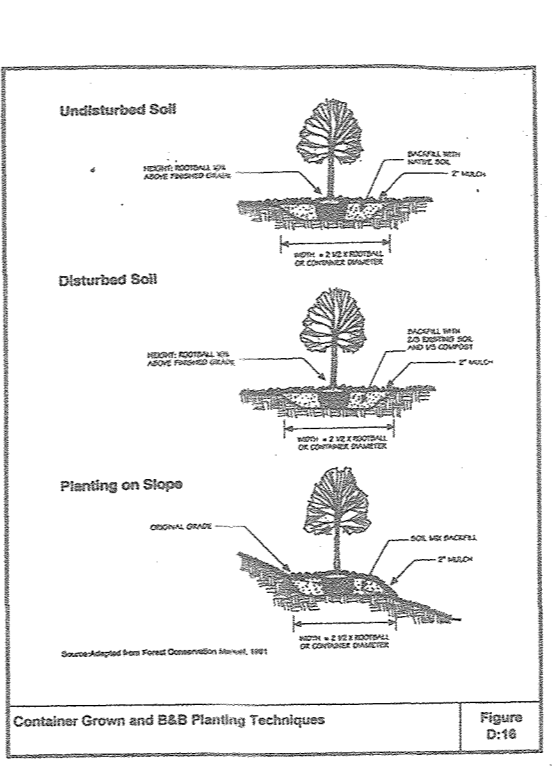 Undisturbed Soil
HEIGHT: ROOTBALL
ABOVE FINISHED GRADE
BACKFILL WITH
NATIVE SOIL
2" MULCH
WIDTH = 2 1/2 X ROOTBALL
OR CONTAINER DIAMETER
Disturbed Soil
HEIGHT: ROOTBALL
ABOVE FINISHED GRADE
BACKFILL WITH
2/3 EXISTING SOIL
AND 1/3 COMPOST
2" MULCH
WIDTH = 2 1/2 X ROOTBALL
OR CONTAINER DIAMETER
Planting on Slope
ORIGINAL GRADE
SOIL MIX BACKFILL
2" MULCH
WIDTH = 2 1/2 X ROOTBALL
OR CONTAINER DIAMETER
Source:Adapted from Forest Conservation Manual, 1991
Container Grown and B&B Planting Techniques
Figure
D:16